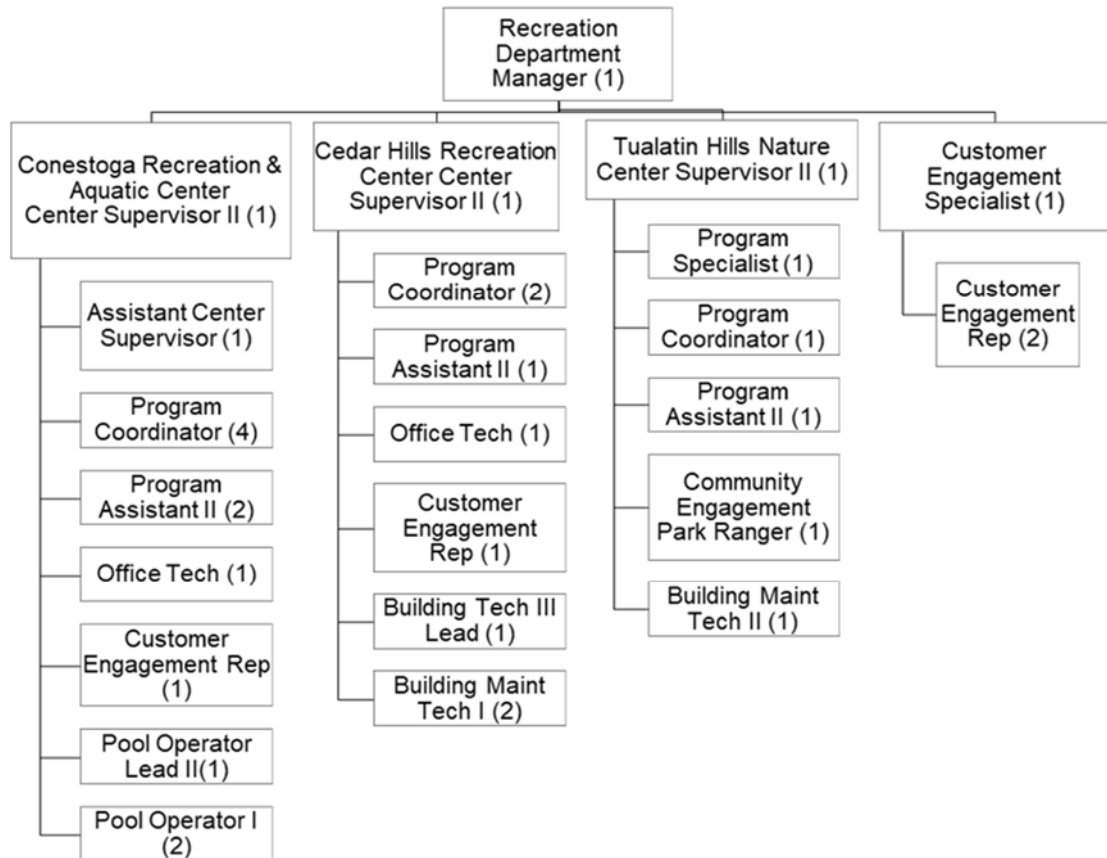 Recreation
Department
Manager (1)
Conestoga Recreation &
Aquatic Center
Center Supervisor II (1)
Assistant Center
Supervisor (1)
Program
Coordinator (4)
Program
Assistant II (2)
Office Tech (1)
Customer
Engagement Rep
(1)
Pool Operator
Lead II(1)
Pool Operator I
(2)
Cedar Hills Recreation
Center Center
Supervisor II (1)
Program
Coordinator (2)
Program
Assistant II (1)
Office Tech (1)
Customer
Engagement
Rep (1)
Building Tech III
Lead (1)
Building Maint
Tech I (2)
Tualatin Hills Nature
Center Supervisor II (1)
Program
Specialist (1)
Program
Coordinator (1)
Program
Assistant II (1)
Community
Engagement
Park Ranger (1)
Building Maint
Tech II (1)
Customer
Engagement
Specialist (1)
Customer
Engagement
Rep (2)